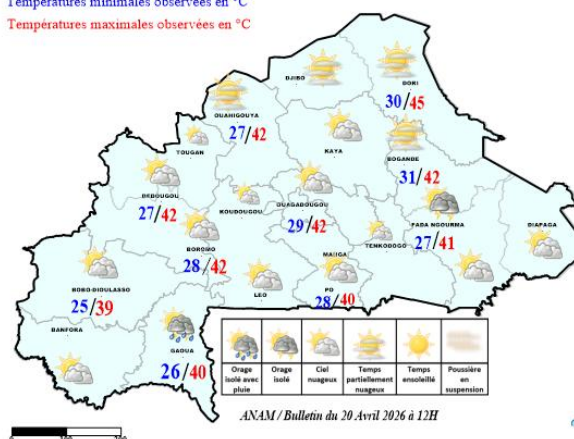 Températures minimales observées en °C
Températures maximales observées en °C
DJIBO
DORI
30/45
OUAHIGOUYA
27/42
TOUGAN
KAYA
BOGANDE
31/42
DEDOUGOU
27/42
KOUDOUGOU
OUAGADOUGOU
29/42
FADA NGOURMA
27/41
DIAPAGA
TENKODOGO
BOROMO
28/42
MANGA
PO
28/40
LEO
BOBO-DIOULASSO
25/39
BANFORA
GAOUA
26/40
Orage isolé avec pluie
Orage isolé
Ciel nuageux
Temps partiellement nuageux
Temps ensoleillé
Poussière en suspension
ANAM / Bulletin du 20 Avril 2026 à 12H